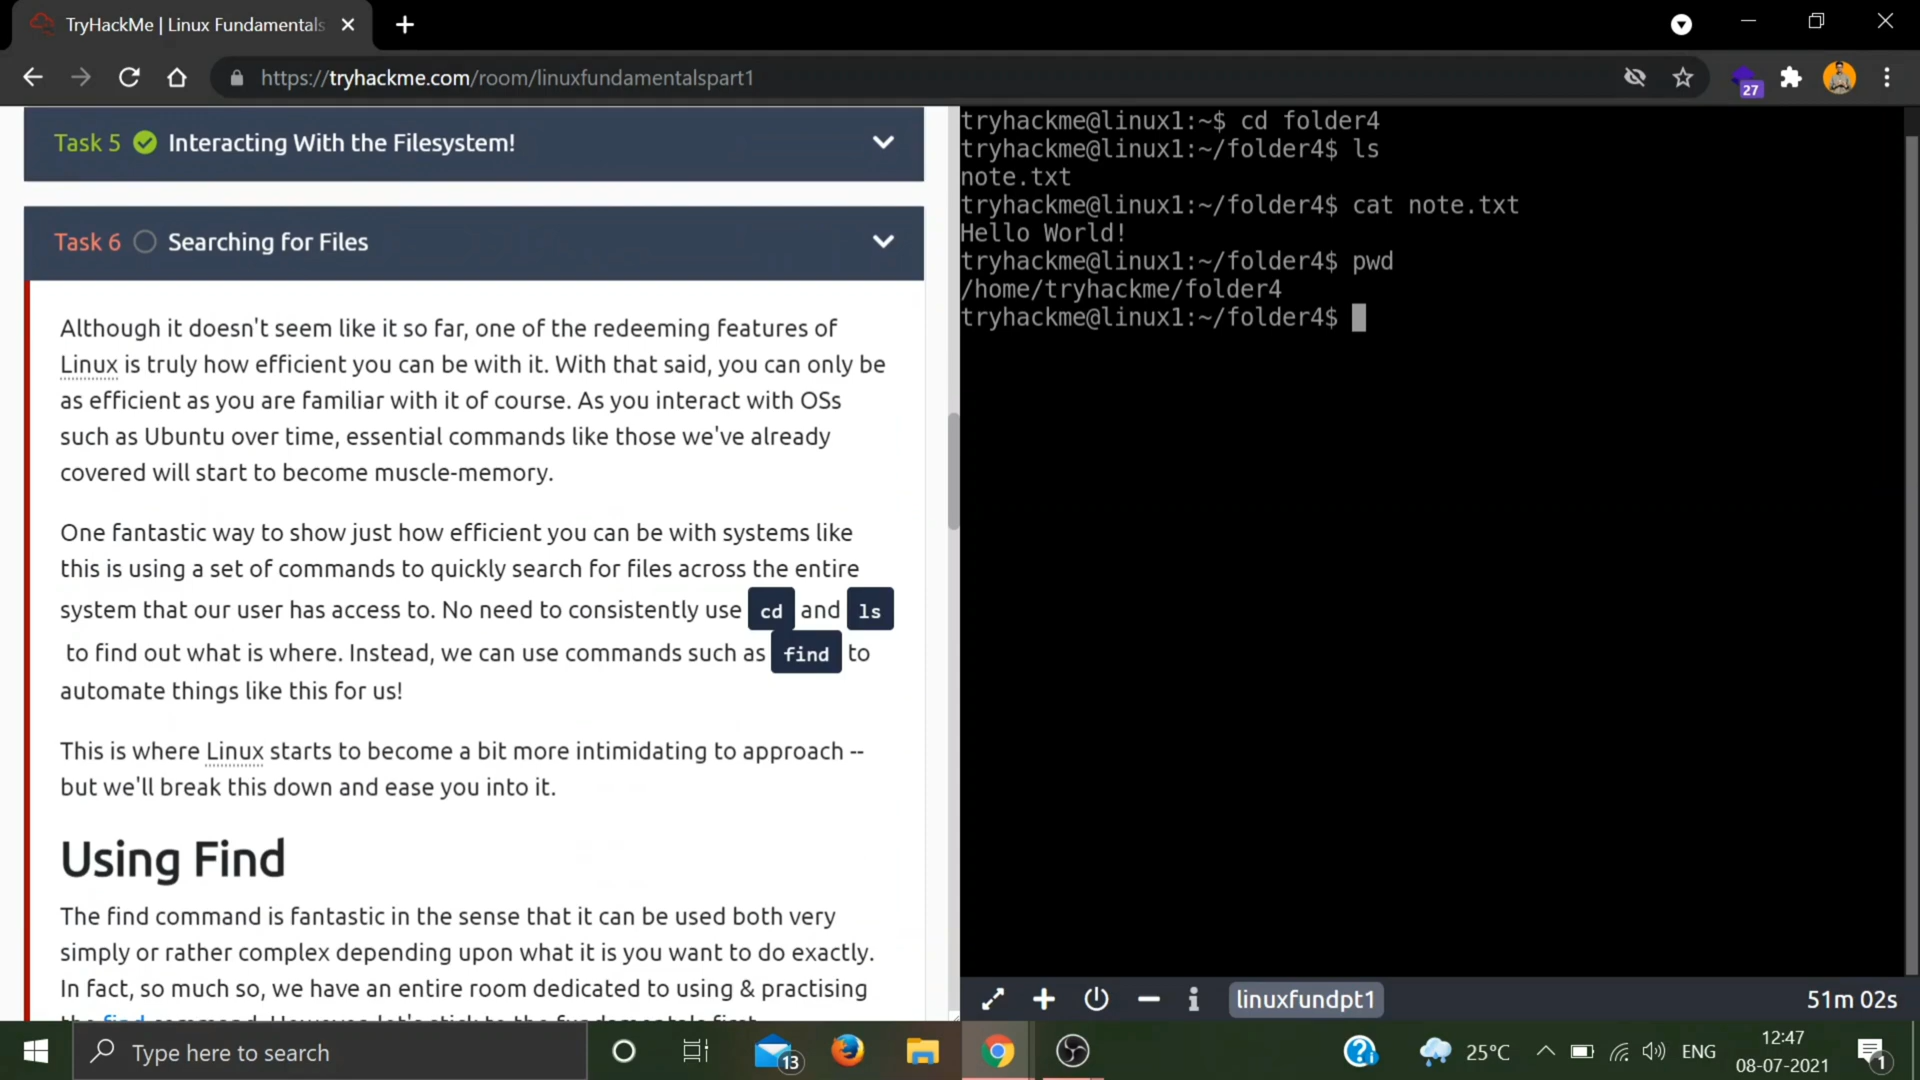 TryHackMe | Linux Fundamentals
https://tryhackme.com/room/linuxfundamentalspart1
27
Task 5 Interacting With the Filesystem!
Task 6 Searching for Files
Although it doesn't seem like it so far, one of the redeeming features of
Linux is truly how efficient you can be with it. With that said, you can only be
as efficient as you are familiar with it of course. As you interact with OSs
such as Ubuntu over time, essential commands like those we've already
covered will start to become muscle-memory.
One fantastic way to show just how efficient you can be with systems like
this is using a set of commands to quickly search for files across the entire
system that our user has access to. No need to consistently use cd and ls
to find out what is where. Instead, we can use commands such as find to
automate things like this for us!
This is where Linux starts to become a bit more intimidating to approach --
but we'll break this down and ease you into it.
Using Find
The find command is fantastic in the sense that it can be used both very
simply or rather complex depending upon what it is you want to do exactly.
In fact, so much so, we have an entire room dedicated to using & practising
the find command. However, let's stick to the fundamentals first.
tryhackme@linux1:~$ cd folder4
tryhackme@linux1:~/folder4$ ls
note.txt
tryhackme@linux1:~/folder4$ cat note.txt
Hello World!
tryhackme@linux1:~/folder4$ pwd
/home/tryhackme/folder4
tryhackme@linux1:~/folder4$
linuxfundpt1
51m 02s
Type here to search
13
25°C
ENG
12:47
08-07-2021
1